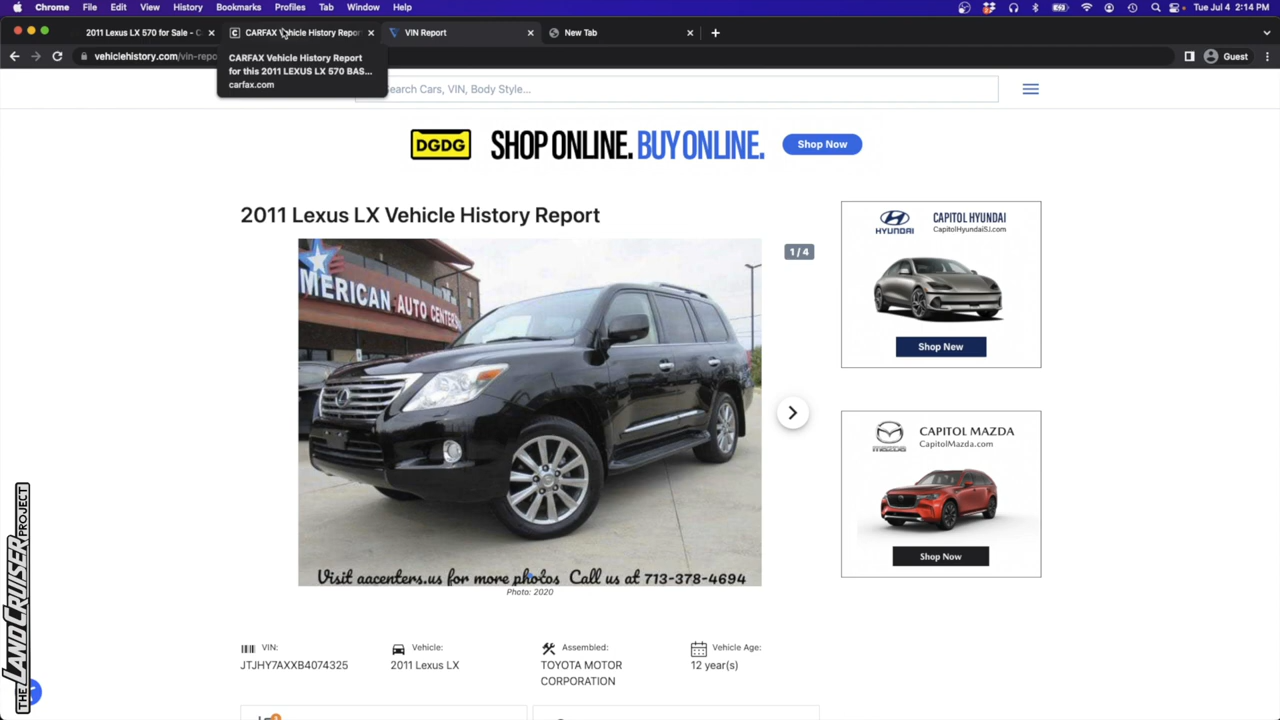 Chrome File Edit View History Bookmarks Profiles Tab Window Help Tue Jul 4 2:14 PM
2011 Lexus LX 570 for Sale - C
CARFAX Vehicle History Repor
VIN Report
New Tab
vehiclehistory.com/vin-repo
Guest
CARFAX Vehicle History Report
for this 2011 LEXUS LX 570 BAS...
carfax.com
Search Cars, VIN, Body Style...
DGDG SHOP ONLINE. BUY ONLINE. Shop Now
2011 Lexus LX Vehicle History Report
1 / 4
MERICAN AUTO CENTERS
Visit aacenters.us for more photos Call us at 713-378-4694
Photo: 2020
HYUNDAI
CAPITOL HYUNDAI
CapitolHyundaiSJ.com
Shop New
mazda
CAPITOL MAZDA
CapitolMazda.com
Shop Now
VIN:
JTJHY7AXXB4074325
Vehicle:
2011 Lexus LX
Assembled:
TOYOTA MOTOR
CORPORATION
Vehicle Age:
12 year(s)
THE LAND CRUISER PROJECT